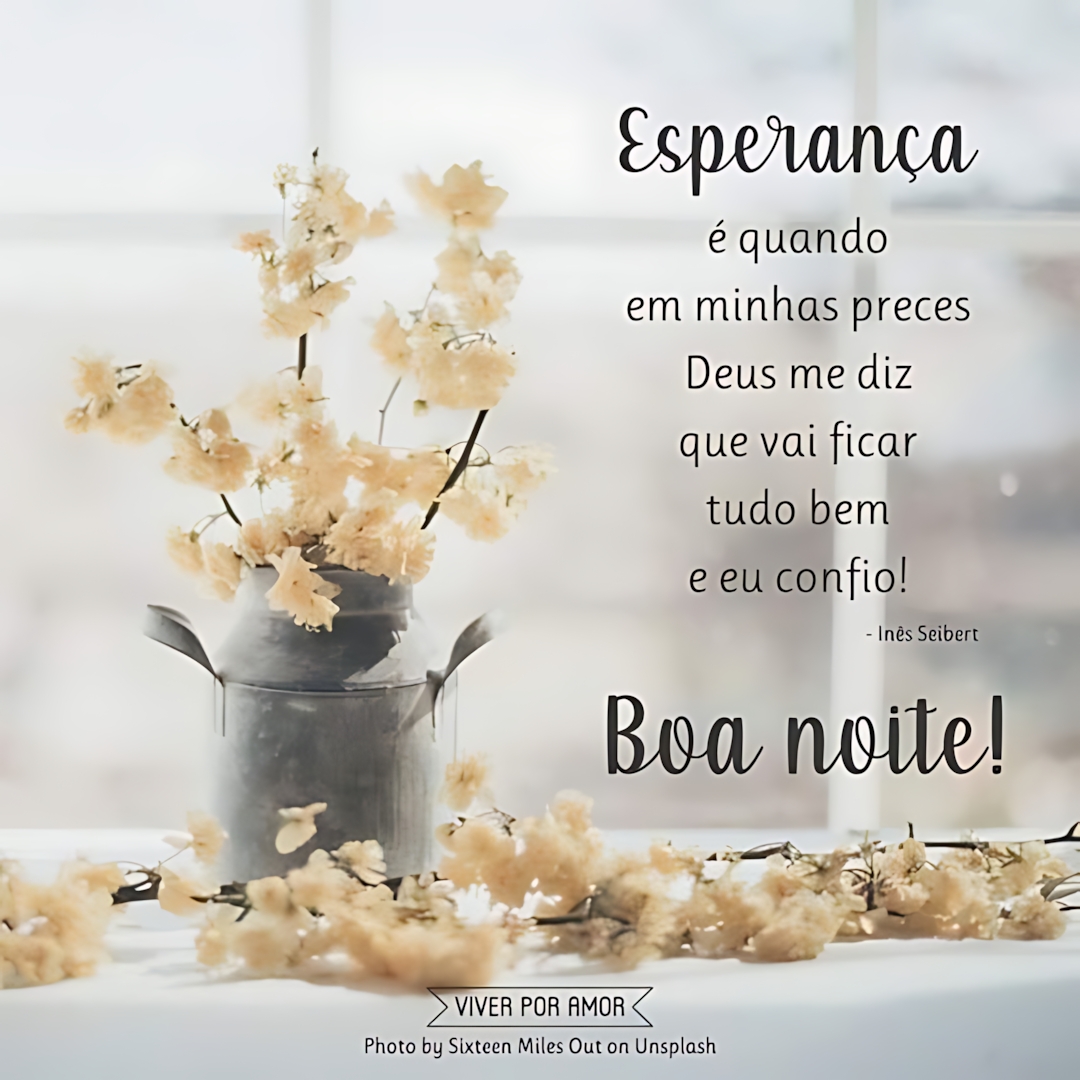 Esperança
é quando
em minhas preces
Deus me diz
que vai ficar
tudo bem
e eu confio!
- Inês Seibert
Boa noite!
VIVER POR AMOR
Photo by Sixteen Miles Out on Unsplash